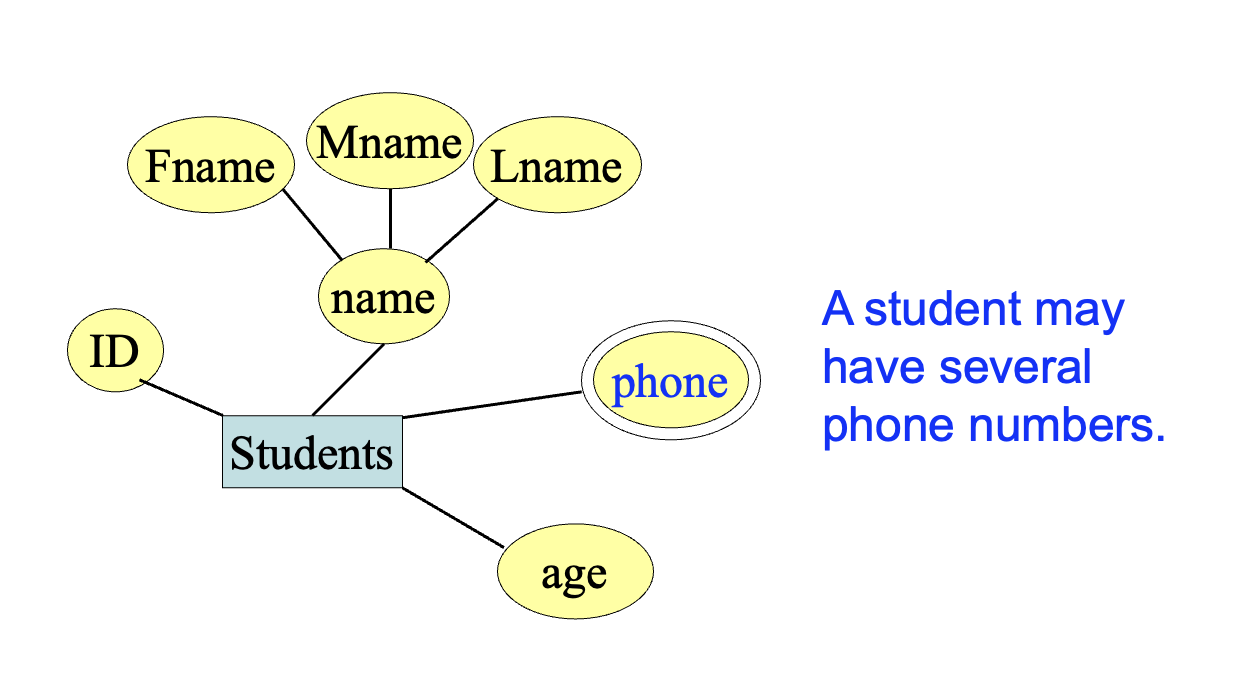 Fname
Mname
Lname
name
ID
phone
Students
age
A student may
have several
phone numbers.